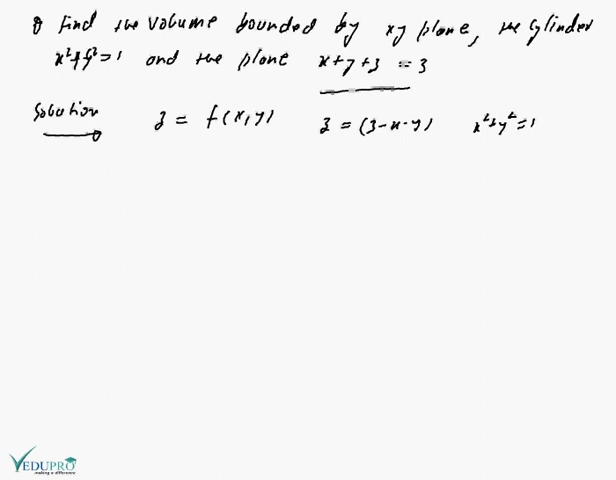 Q Find the volume bounded by xy plane, the cylinder
x²+y²=1 and the plane x+y+z = 3
Solution z = f(x,y) z = (3-x-y) x²+y²=1
VEDUPRO
making a difference